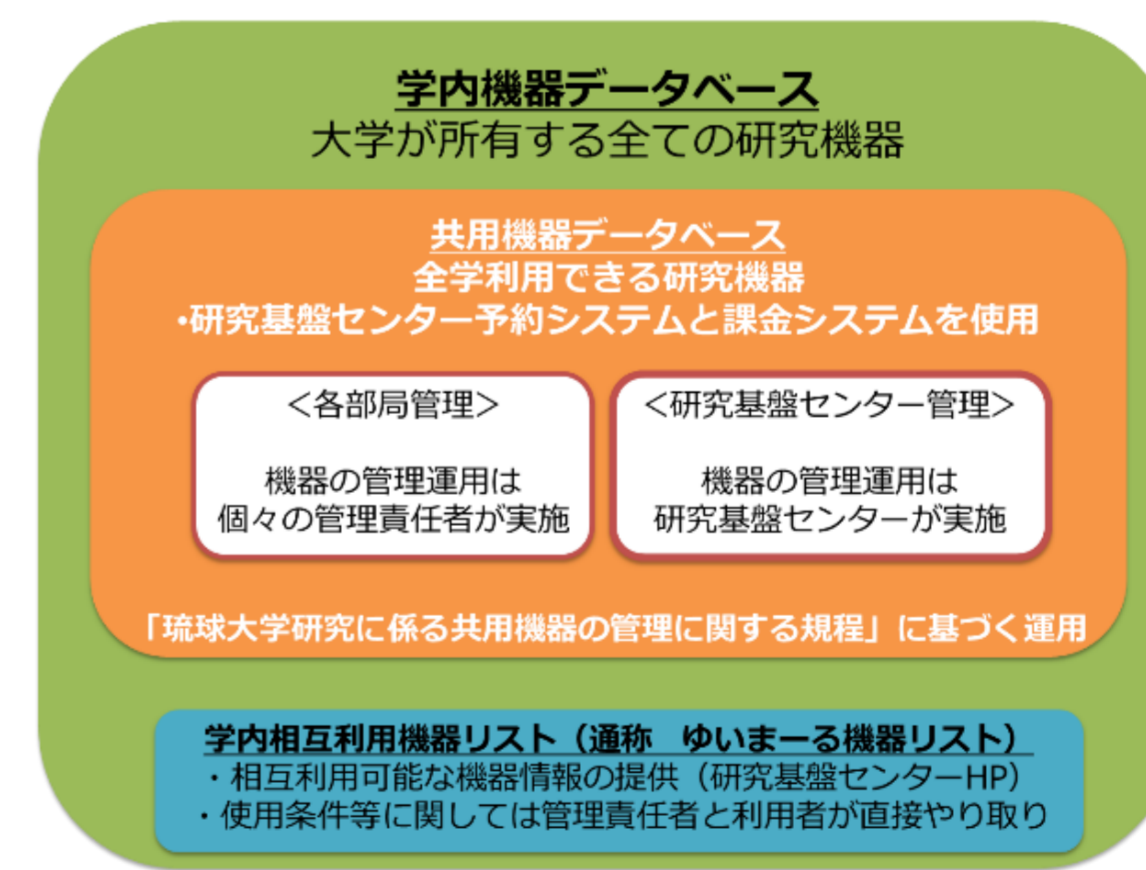 学内機器データベース
大学が所有する全ての研究機器
共用機器データベース
全学利用できる研究機器
・研究基盤センター予約システムと課金システムを使用
＜各部局管理＞
機器の管理運用は
個々の管理責任者が実施
＜研究基盤センター管理＞
機器の管理運用は
研究基盤センターが実施
「琉球大学研究に係る共用機器の管理に関する規程」に基づく運用
学内相互利用機器リスト（通称　ゆいまーる機器リスト）
・相互利用可能な機器情報の提供（研究基盤センターHP）
・使用条件等に関しては管理責任者と利用者が直接やり取り